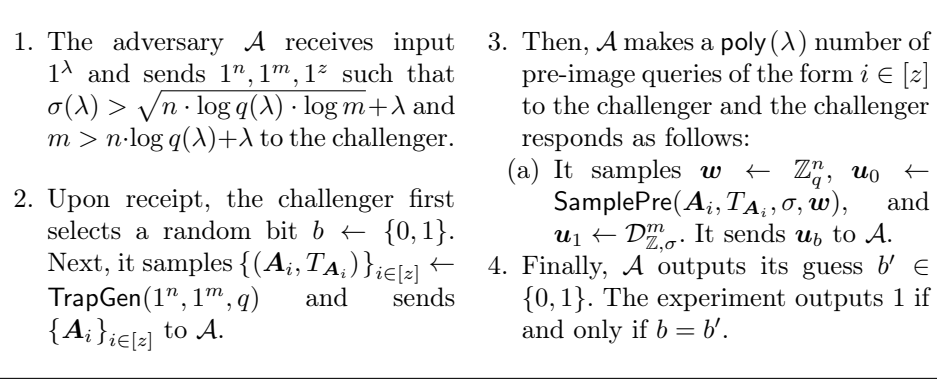 1. The adversary 𝒜 receives input
1^λ and sends 1^n, 1^m, 1^z such that
σ(λ) > √(n · log q(λ) · log m)+λ and
m > n·log q(λ)+λ to the challenger.
2. Upon receipt, the challenger first
selects a random bit b ← {0, 1}.
Next, it samples {(A_i, T_{A_i})}_{i∈[z]} ←
TrapGen(1^n, 1^m, q) and sends
{A_i}_{i∈[z]} to 𝒜.
3. Then, 𝒜 makes a poly(λ) number of
pre-image queries of the form i ∈ [z]
to the challenger and the challenger
responds as follows:
(a) It samples w ← ℤ_q^n, u_0 ←
SamplePre(A_i, T_{A_i}, σ, w), and
u_1 ← 𝒟_{ℤ,σ}^m. It sends u_b to 𝒜.
4. Finally, 𝒜 outputs its guess b′ ∈
{0, 1}. The experiment outputs 1 if
and only if b = b′.